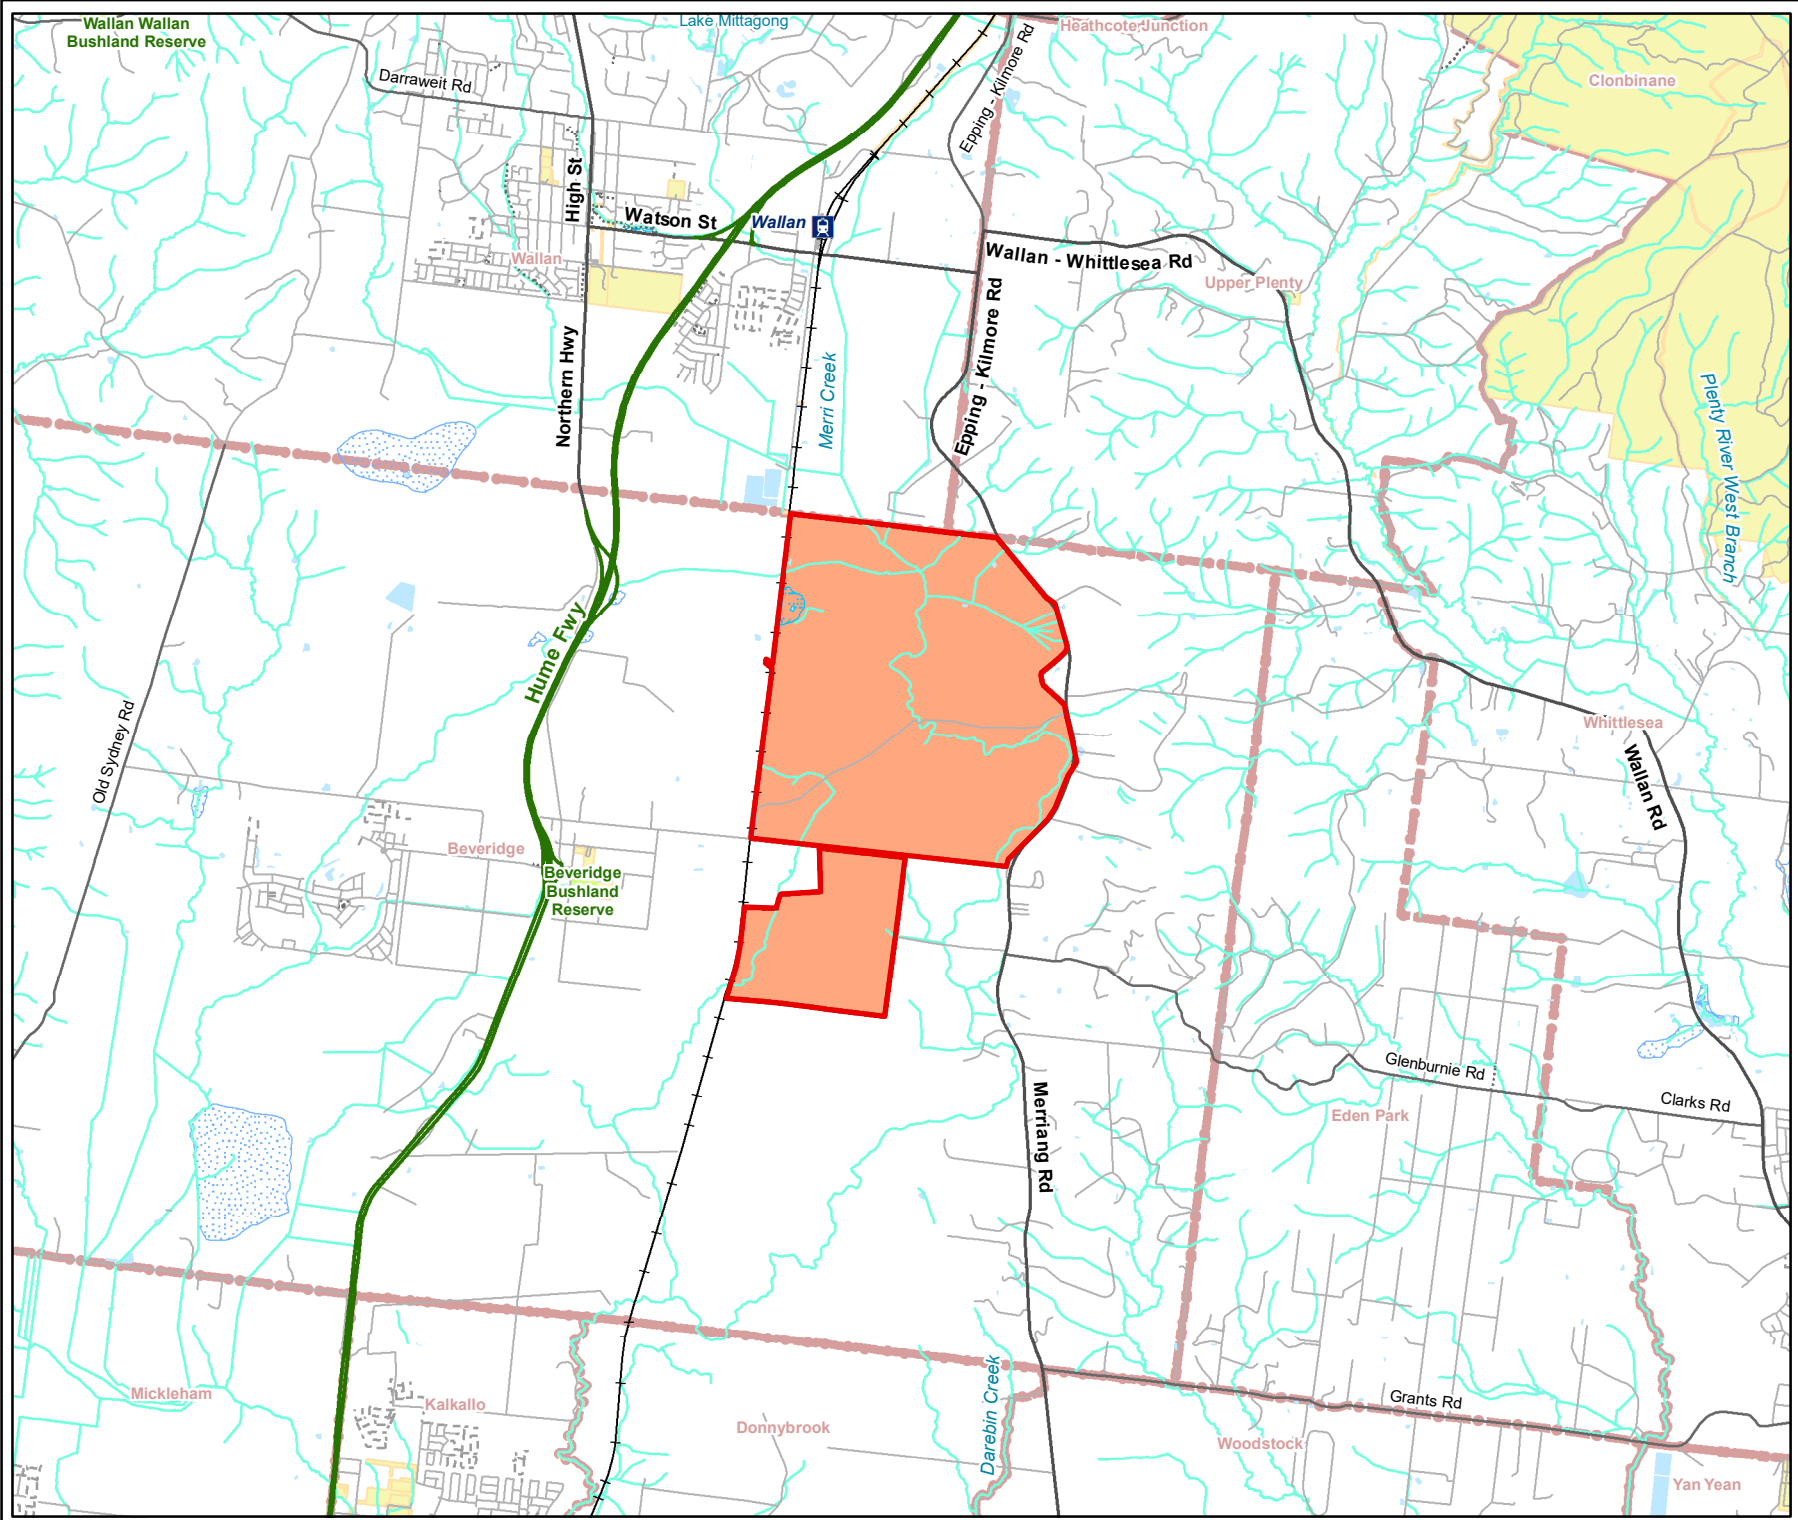 Wallan Wallan
Bushland Reserve
Lake Mittagong
Heathcote Junction
Epping - Kilmore Rd
Clonbinane
Darraweit Rd
High St
Watson St
Wallan
Wallan
Wallan - Whittlesea Rd
Upper Plenty
Epping - Kilmore Rd
Northern Hwy
Merri Creek
Plenty River West Branch
Hume Fwy
Old Sydney Rd
Whittlesea
Wallan Rd
Beveridge
Beveridge
Bushland
Reserve
Glenburnie Rd
Clarks Rd
Eden Park
Merriang Rd
Mickleham
Kalkallo
Donnybrook
Darebin Creek
Grants Rd
Woodstock
Yan Yean